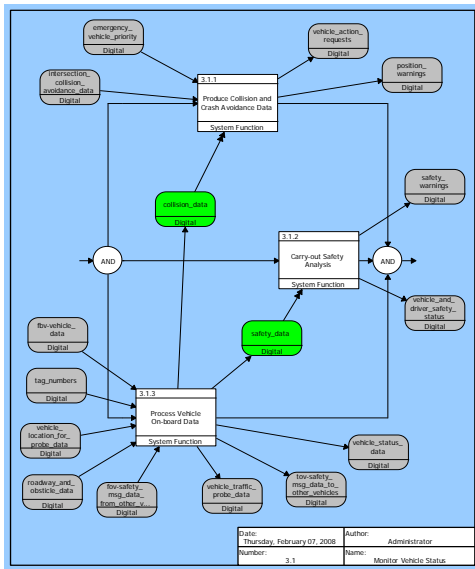 emergency_
vehicle_priority
Digital
vehicle_action_
requests
Digital
intersection_
collision_
avoidance_data
Digital
3.1.1
Produce Collision and
Crash Avoidance Data
System Function
position_
warnings
Digital
collision_data
Digital
safety_
warnings
Digital
3.1.2
Carry-out Safety
Analysis
System Function
AND
AND
vehicle_and_
driver_safety_
status
Digital
fbv-vehicle_
data
Digital
safety_data
Digital
tag_numbers
Digital
3.1.3
Process Vehicle
On-board Data
System Function
vehicle_
location_for_
probe_data
Digital
vehicle_status_
data
Digital
roadway_and_
obsticle_data
Digital
fov-safety_
msg_data_
from_other_v...
Digital
vehicle_traffic_
probe_data
Digital
tov-safety_
msg_data_to_
other_vehicles
Digital
Date:
Thursday, February 07, 2008
Author:
Administrator
Number:
3.1
Name:
Monitor Vehicle Status